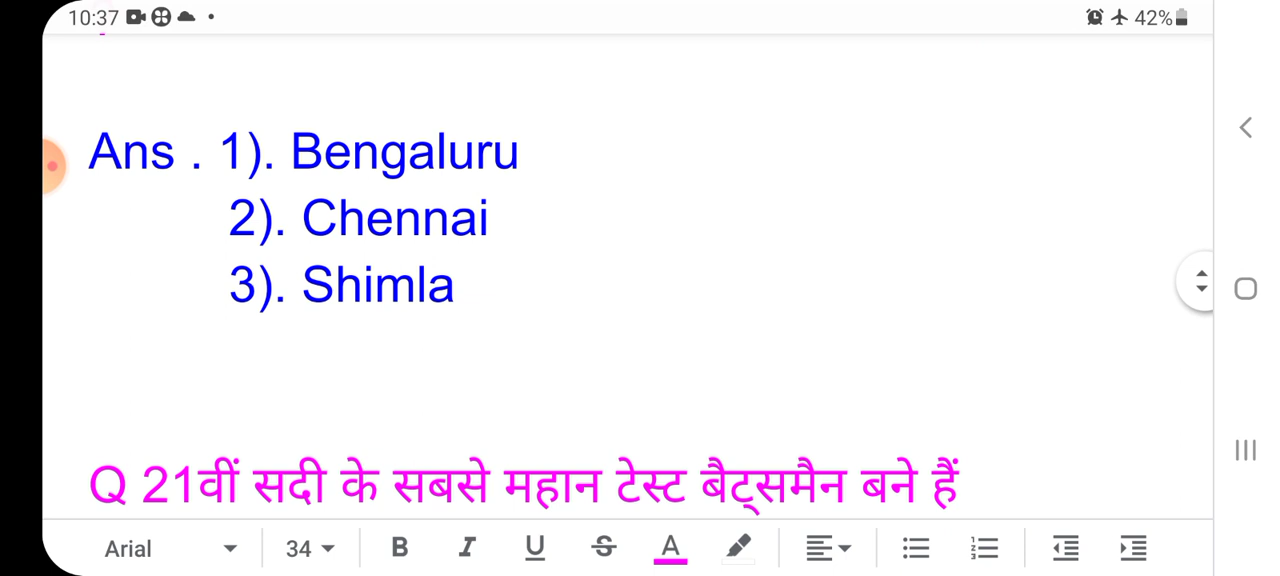 10:37
42%
Ans . 1). Bengaluru
2). Chennai
3). Shimla
Q 21वीं सदी के सबसे महान टेस्ट बैट्समैन बने हैं
Arial 34 B I U S A